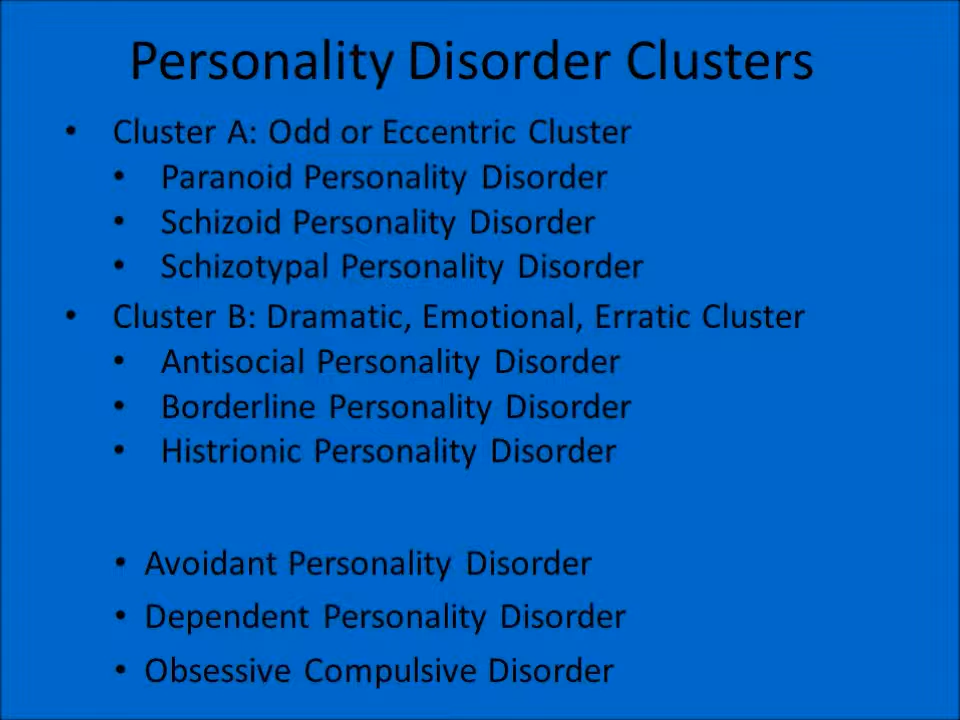 Personality Disorder Clusters
• Cluster A: Odd or Eccentric Cluster
• Paranoid Personality Disorder
• Schizoid Personality Disorder
• Schizotypal Personality Disorder
• Cluster B: Dramatic, Emotional, Erratic Cluster
• Antisocial Personality Disorder
• Borderline Personality Disorder
• Histrionic Personality Disorder
• Avoidant Personality Disorder
• Dependent Personality Disorder
• Obsessive Compulsive Disorder